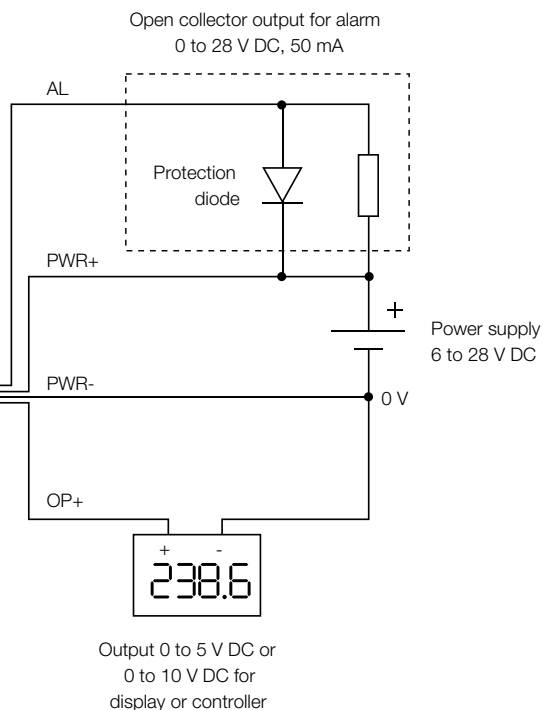 Open collector output for alarm
0 to 28 V DC, 50 mA
AL
Protection
diode
PWR+
+
Power supply
6 to 28 V DC
PWR-
0 V
OP+
+ -
238.6
Output 0 to 5 V DC or
0 to 10 V DC for
display or controller